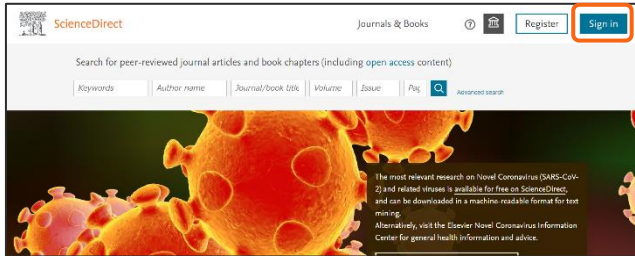 ScienceDirect
Journals & Books
?
Register
Sign in
Search for peer-reviewed journal articles and book chapters (including open access content)
Keywords
Author name
Journal/book title
Volume
Issue
Pag
Advanced search
The most relevant research on Novel Coronavirus (SARS-CoV-
2) and related viruses is available for free on ScienceDirect,
and can be downloaded in a machine-readable format for text
mining.
Alternatively, visit the Elsevier Novel Coronavirus Information
Center for general health information and advice.